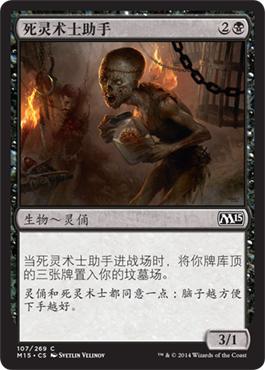 死灵术士助手 2
生物～灵俑 M15
当死灵术士助手进战场时，将你牌库顶
的三张牌置入你的坟墓场。
灵俑和死灵术士都同意一点：脑子越方便
下手越好。
3/1
107/269 C
M15 • CS SVETLIN VELINOV ™ & © 2014 Wizards of the Coast